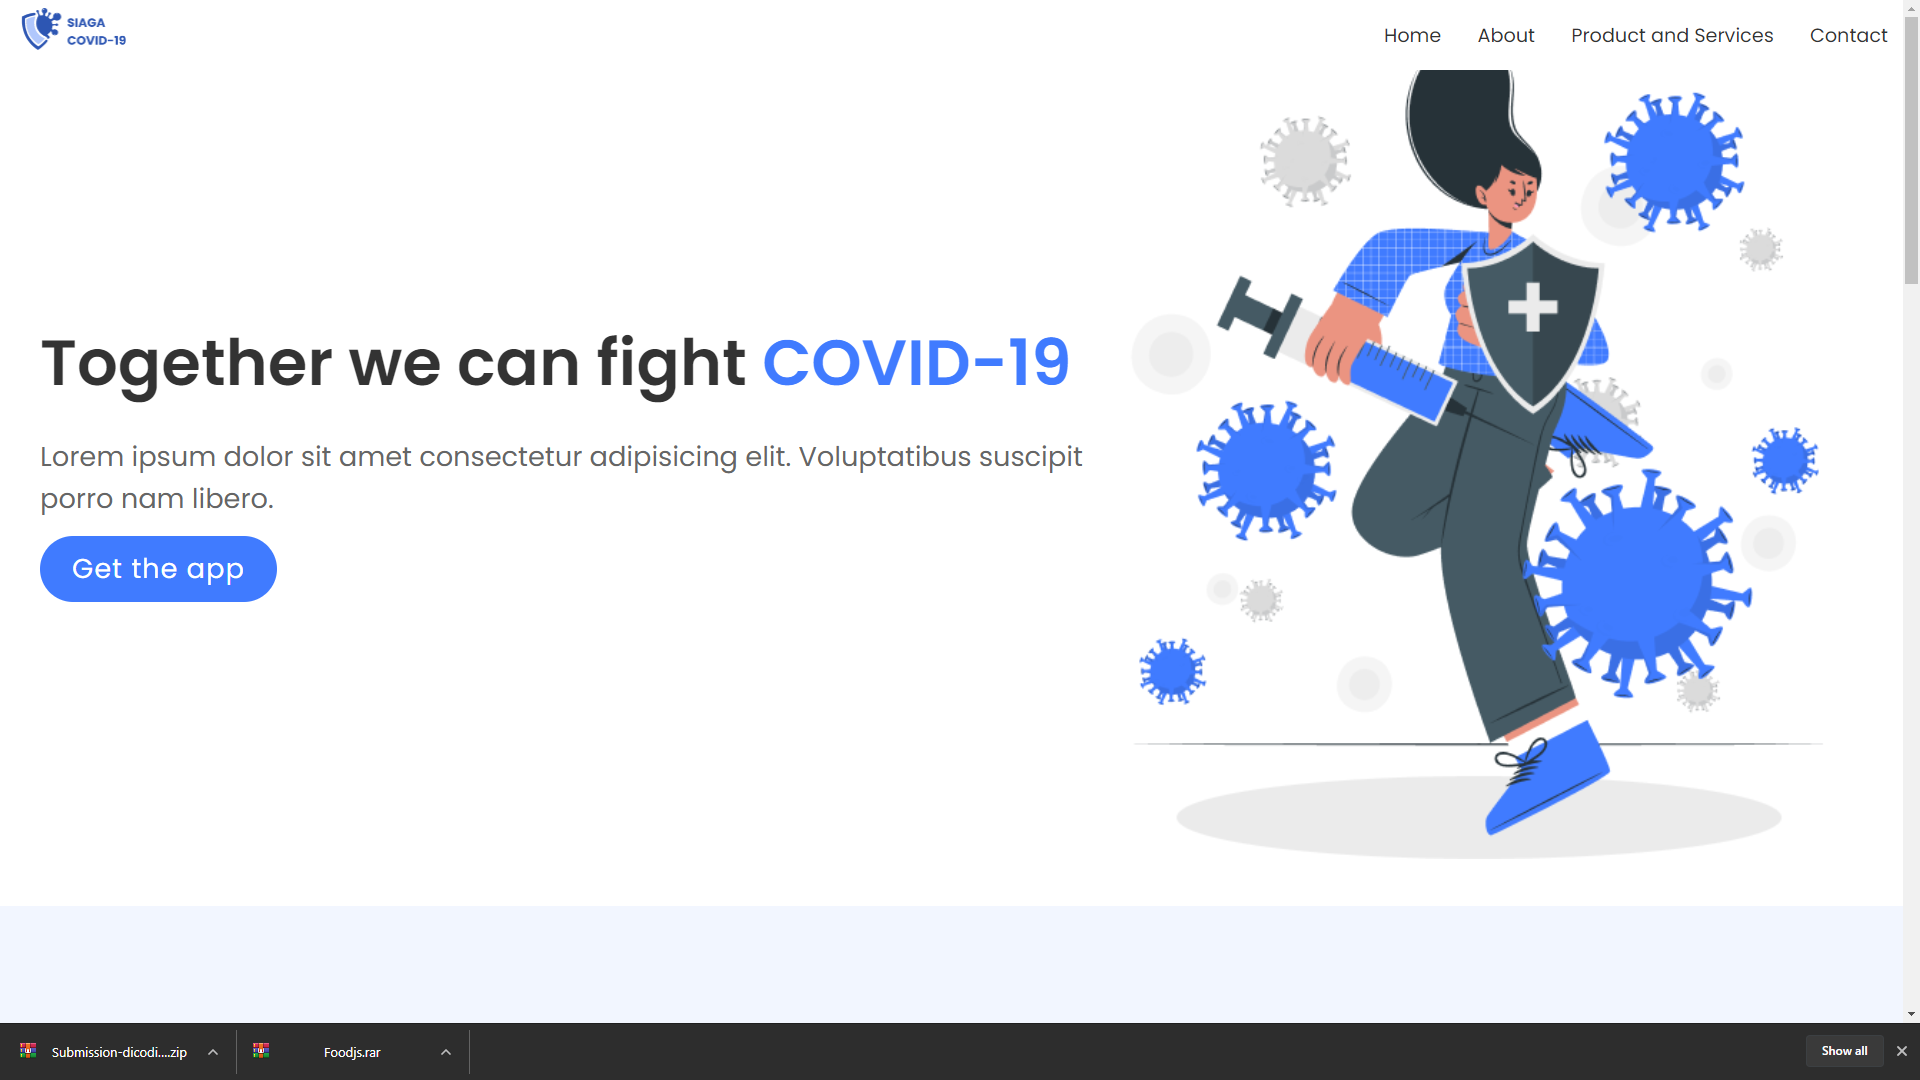 SIAGA
COVID-19
Home About Product and Services Contact
Together we can fight COVID-19
Lorem ipsum dolor sit amet consectetur adipisicing elit. Voluptatibus suscipit
porro nam libero.
Get the app
Submission-dicodi....zip
Foodjs.rar
Show all